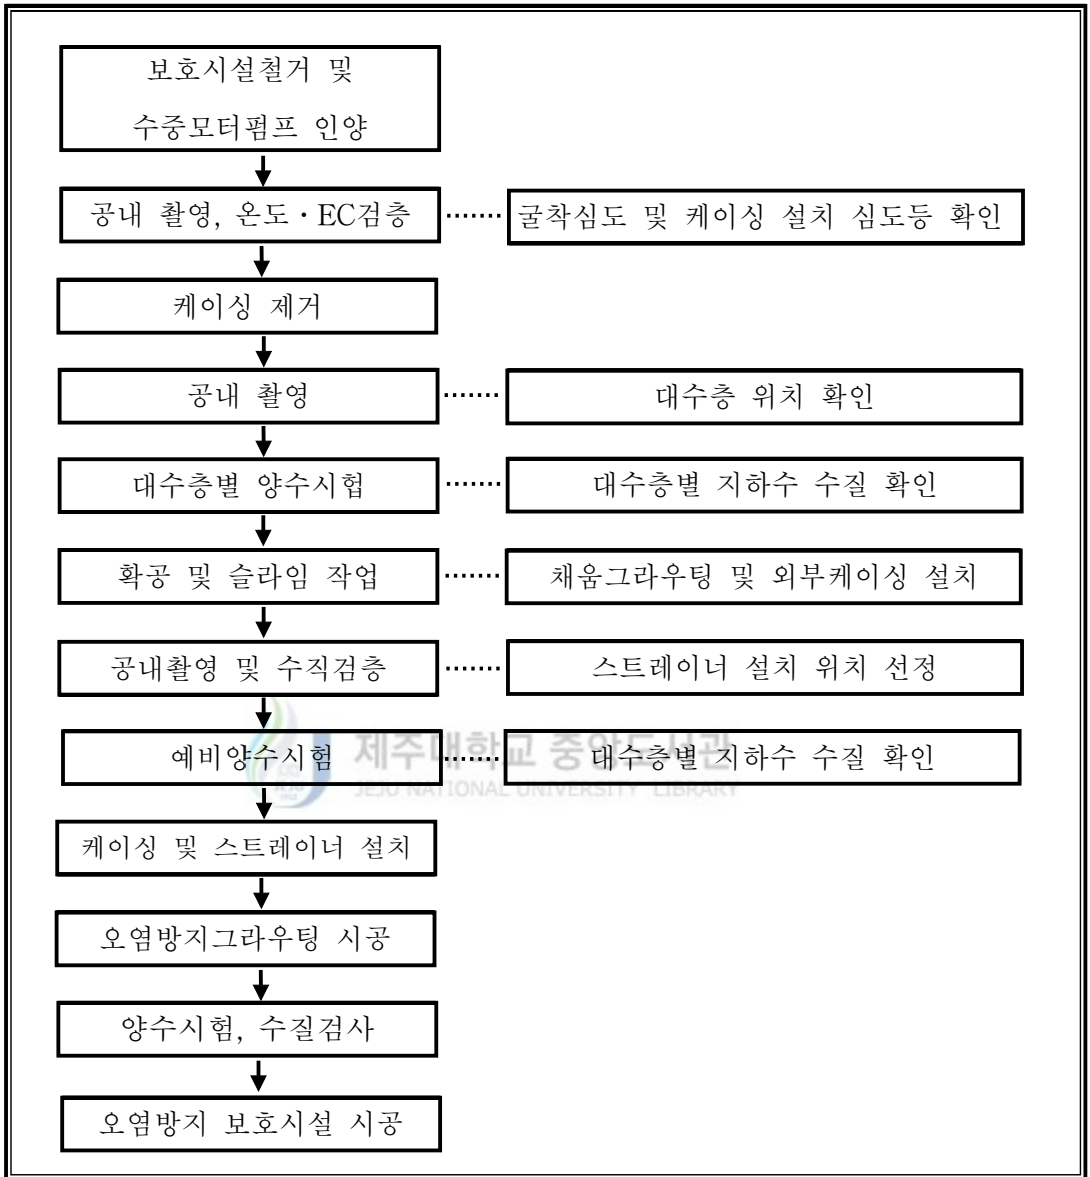 보호시설철거 및
수중모터펌프 인양
공내 촬영, 온도·EC검층 ······· 굴착심도 및 케이싱 설치 심도등 확인
케이싱 제거
공내 촬영 ······· 대수층 위치 확인
대수층별 양수시험 ······· 대수층별 지하수 수질 확인
확공 및 슬라임 작업 ······· 채움그라우팅 및 외부케이싱 설치
공내촬영 및 수직검층 ······· 스트레이너 설치 위치 선정
예비양수시험 ······· 대수층별 지하수 수질 확인
제주대학교 중앙도서관
JEJU NATIONAL UNIVERSITY LIBRARY
케이싱 및 스트레이너 설치
오염방지그라우팅 시공
양수시험, 수질검사
오염방지 보호시설 시공